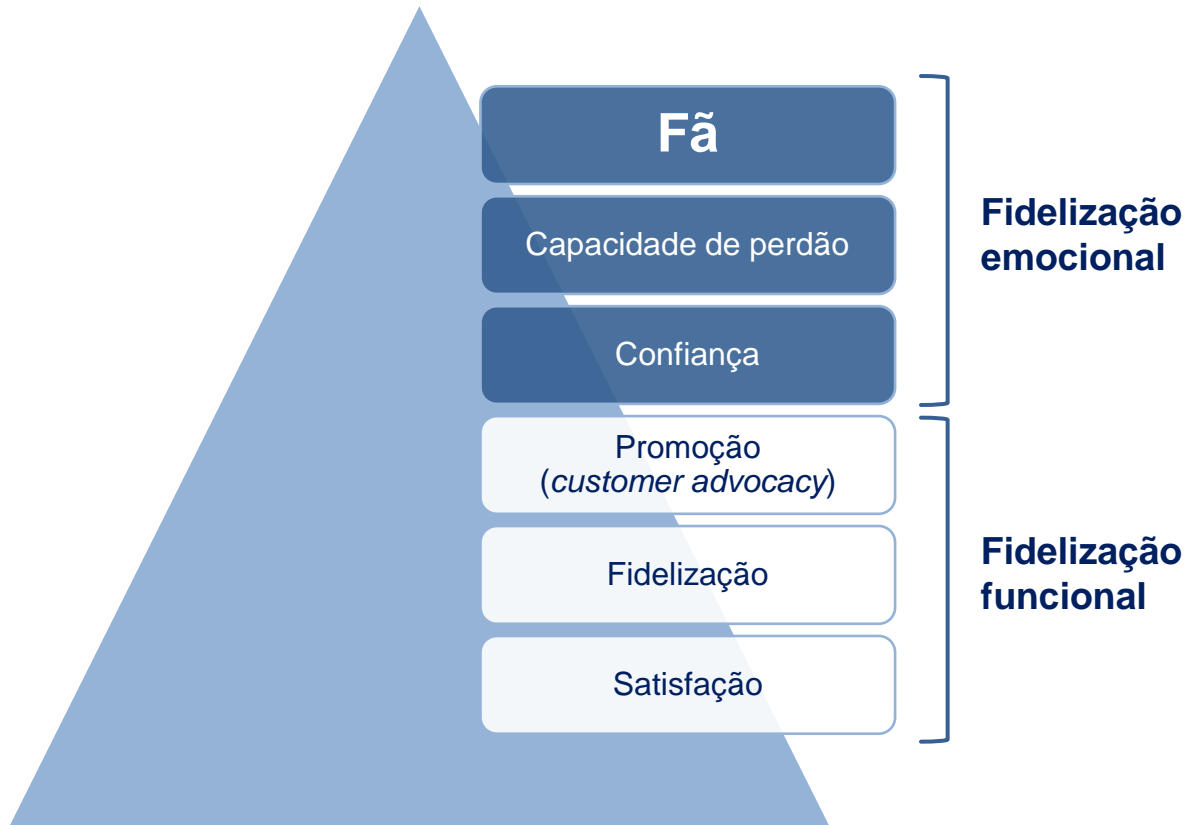 Fã
Capacidade de perdão
Confiança
Fidelização
emocional
Promoção
(customer advocacy)
Fidelização
Satisfação
Fidelização
funcional